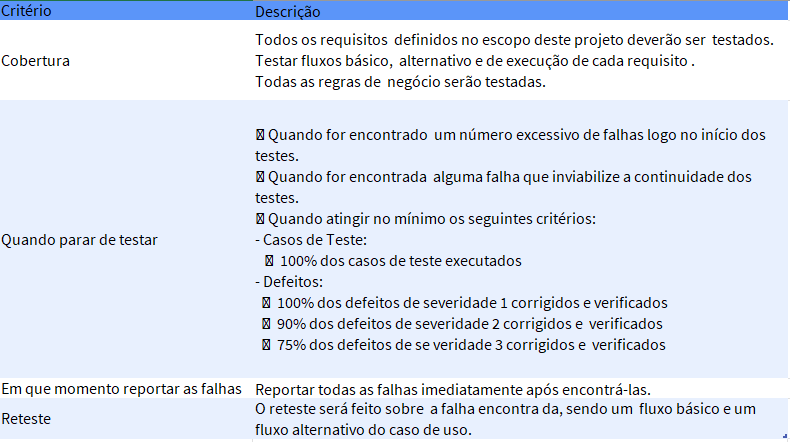 Critério Descrição
Cobertura
Todos os requisitos definidos no escopo deste projeto deverão ser testados.
Testar fluxos básico, alternativo e de execução de cada requisito .
Todas as regras de negócio serão testadas.
Quando parar de testar
Quando for encontrado um número excessivo de falhas logo no início dos
testes.
Quando for encontrada alguma falha que inviabilize a continuidade dos
testes.
Quando atingir no mínimo os seguintes critérios:
- Casos de Teste:
100% dos casos de teste executados
- Defeitos:
100% dos defeitos de severidade 1 corrigidos e verificados
90% dos defeitos de severidade 2 corrigidos e verificados
75% dos defeitos de se veridade 3 corrigidos e verificados
Em que momento reportar as falhas Reportar todas as falhas imediatamente após encontrá-las.
Reteste
O reteste será feito sobre a falha encontra da, sendo um fluxo básico e um
fluxo alternativo do caso de uso.